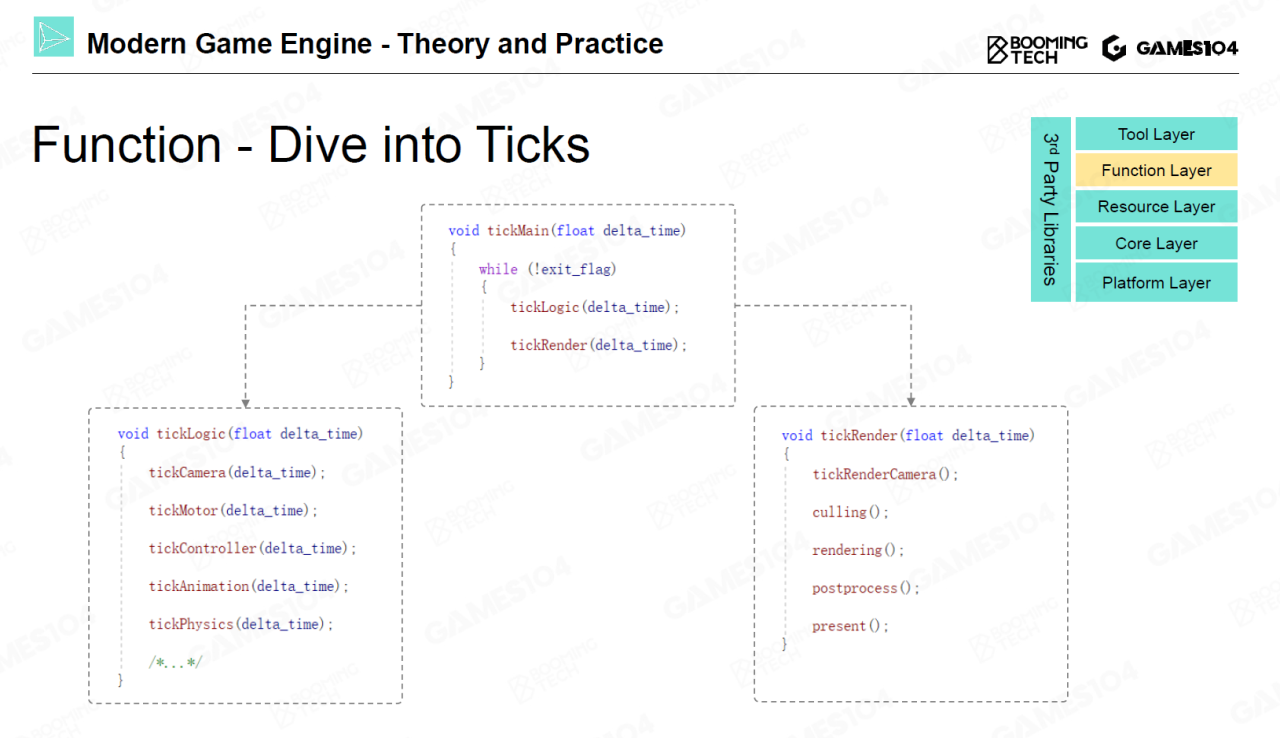 Modern Game Engine - Theory and Practice
BOOMING
TECH
GAMES104
Function - Dive into Ticks
3rd Party Libraries
Tool Layer
Function Layer
Resource Layer
Core Layer
Platform Layer
void tickMain(float delta_time)
{
while (!exit_flag)
{
tickLogic(delta_time);
tickRender(delta_time);
}
}
void tickLogic(float delta_time)
{
tickCamera(delta_time);
tickMotor(delta_time);
tickController(delta_time);
tickAnimation(delta_time);
tickPhysics(delta_time);
/*...*/
}
void tickRender(float delta_time)
{
tickRenderCamera();
culling();
rendering();
postprocess();
present();
}